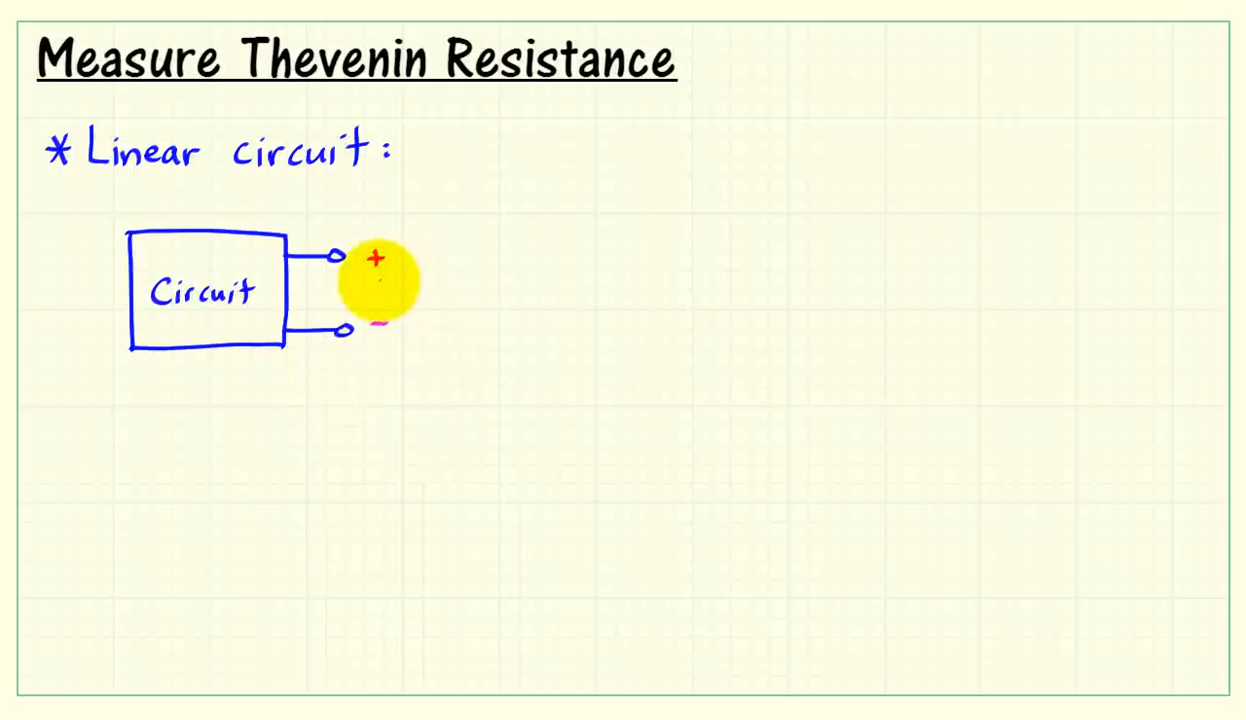 Measure Thevenin Resistance
* Linear circuit:
Circuit
+
-